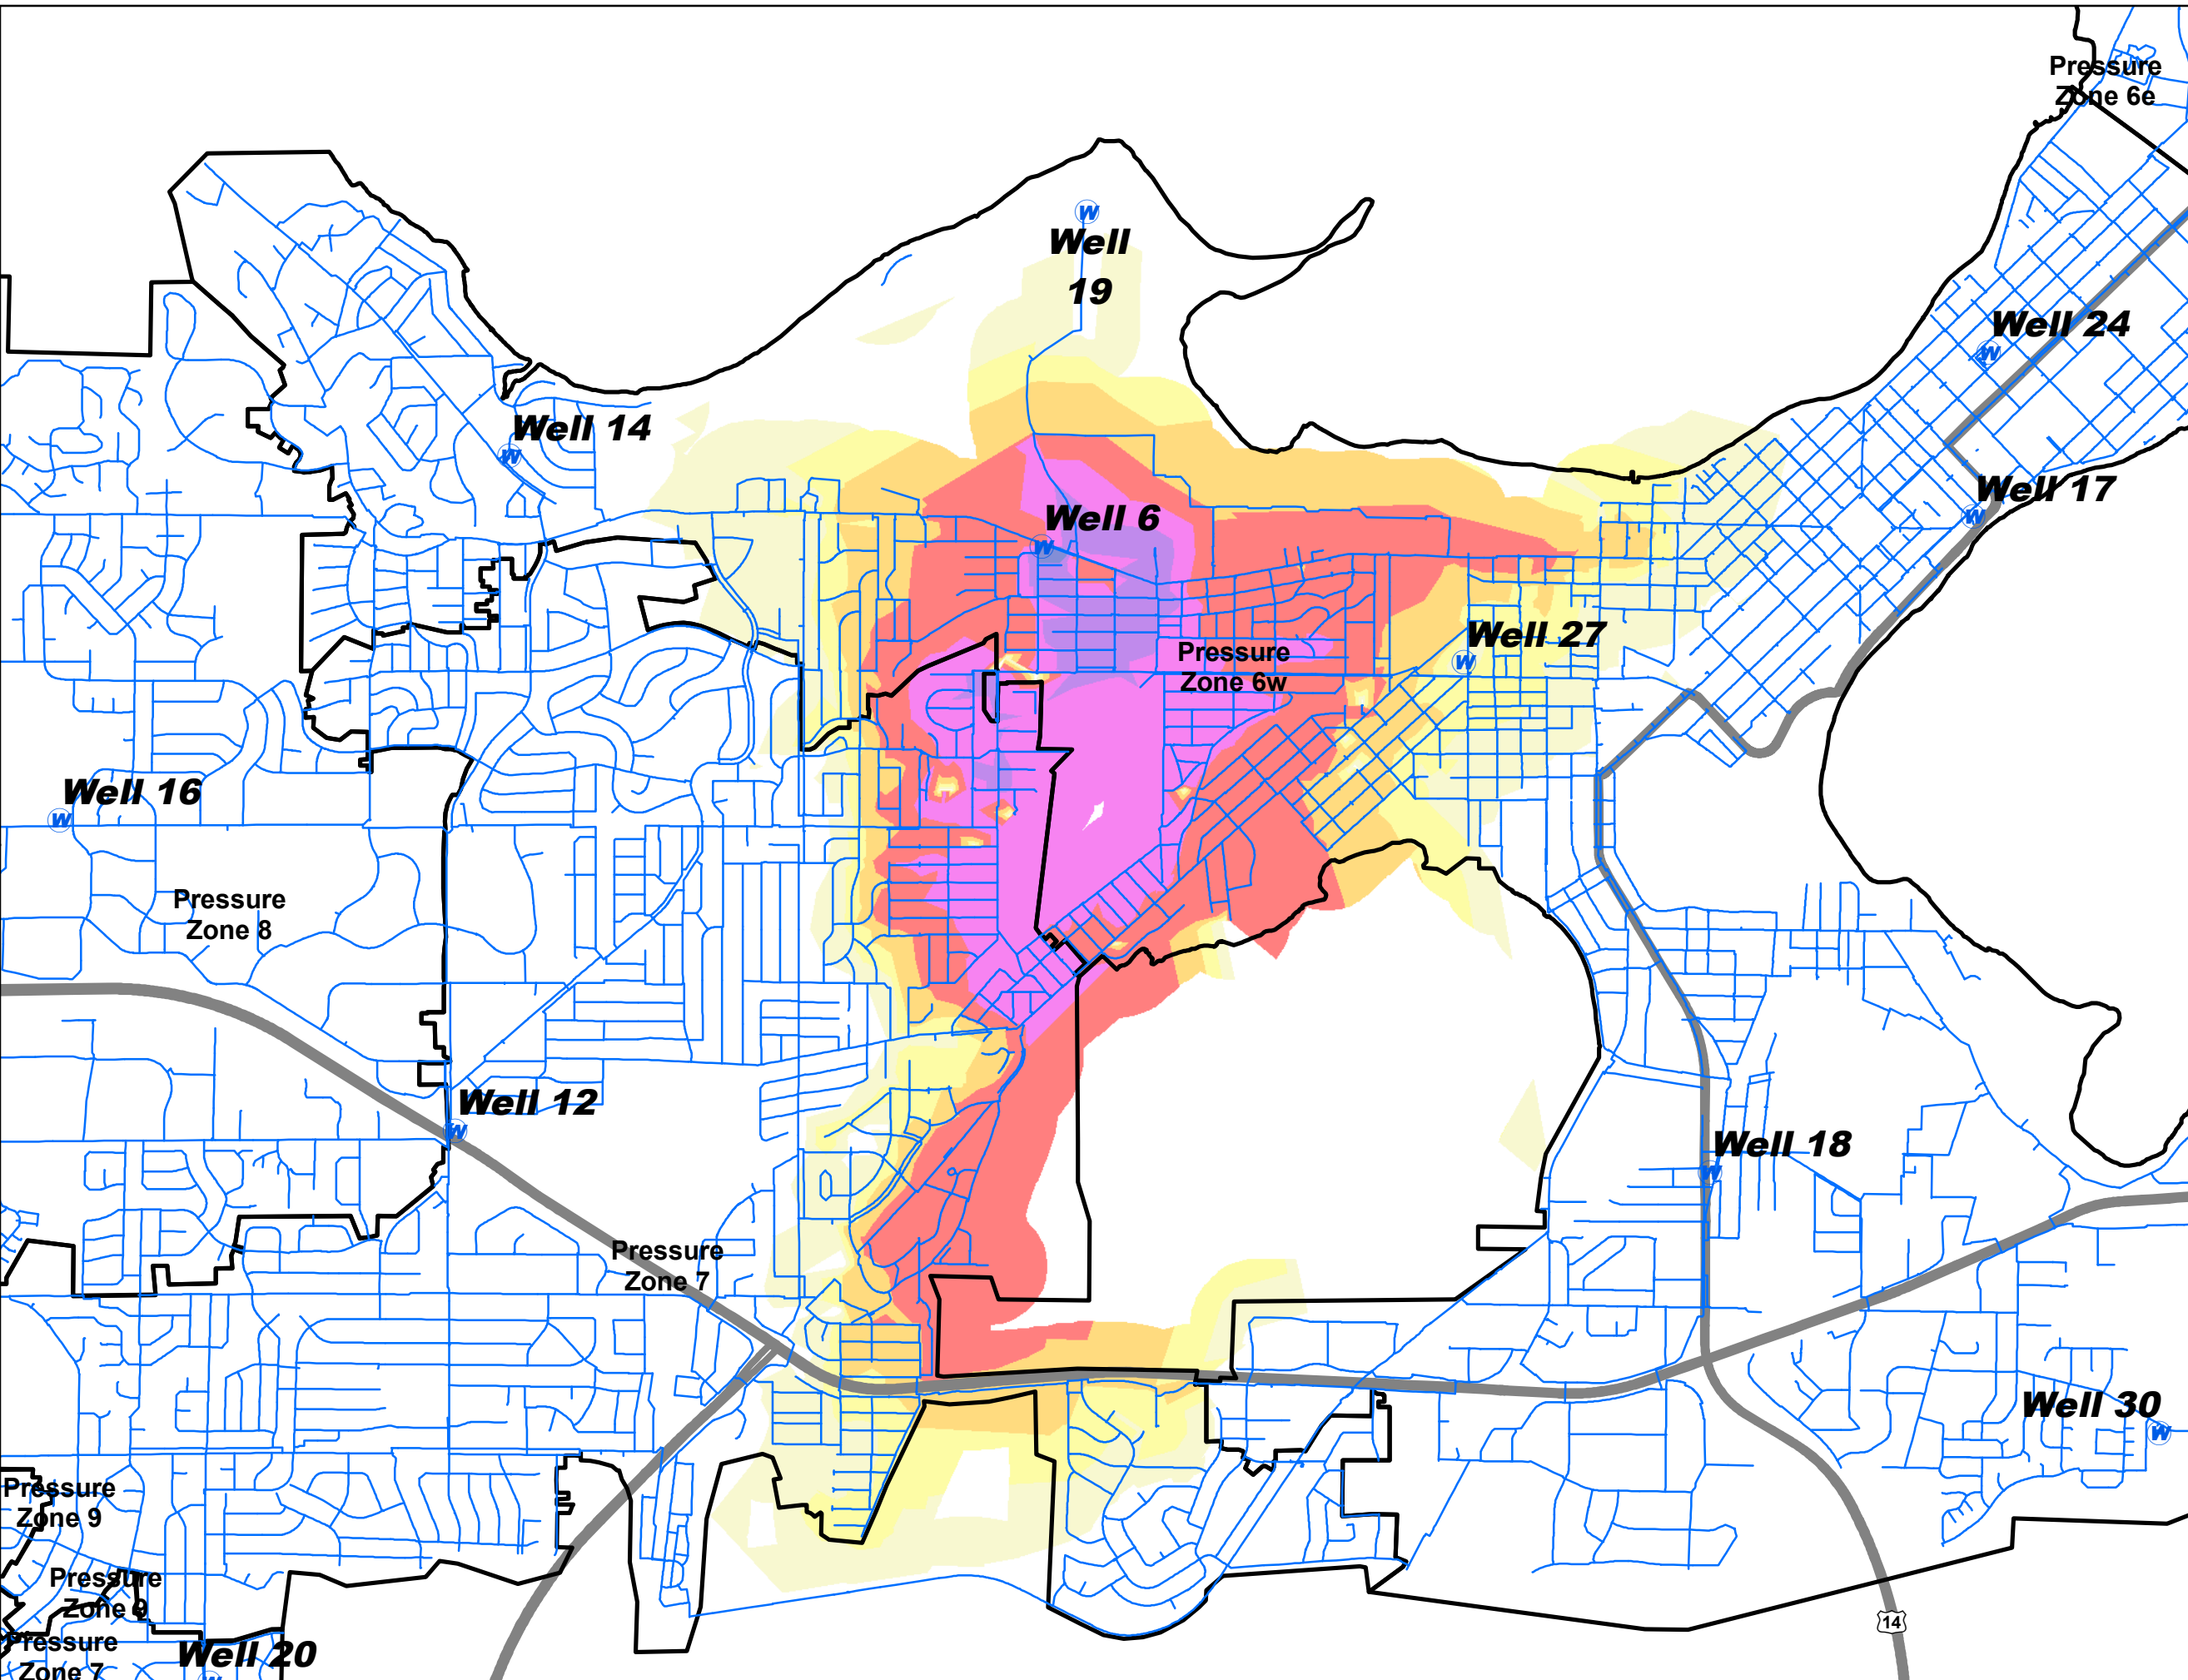 Pressure
Zone 6e
W
Well
19
Well 24
W
Well 14
W
Well 17
W
Well 6
W
Well 27
W
Pressure
Zone 6w
Well 16
W
Pressure
Zone 8
Well 12
W
Well 18
W
Pressure
Zone 7
Well 30
W
Pressure
Zone 9
Pressure
Zone 9
14
Pressure
Zone 7
Well 20
W